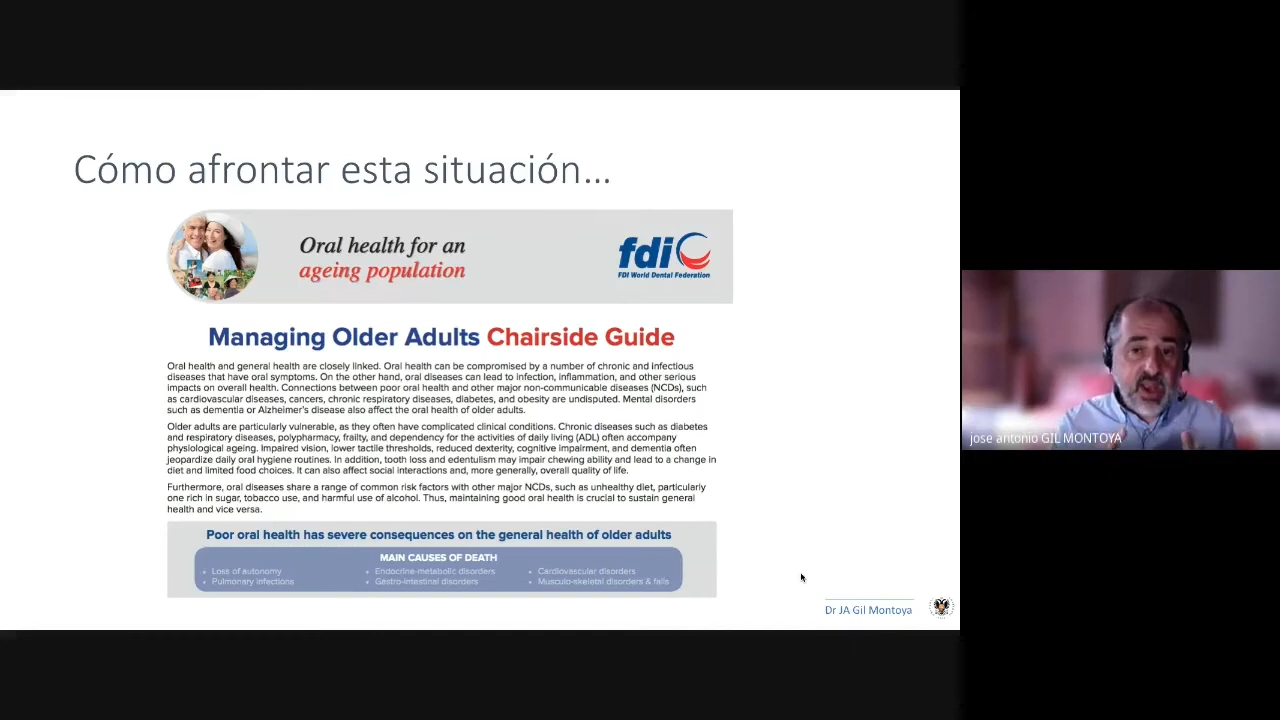 Cómo afrontar esta situación...
Oral health for an
ageing population
fdi
FDI World Dental Federation
Managing Older Adults Chairside Guide
Oral health and general health are closely linked. Oral health can be compromised by a number of chronic and infectious
diseases that have oral symptoms. On the other hand, oral diseases can lead to infection, inflammation, and other serious
impacts on overall health. Connections between poor oral health and other major non-communicable diseases (NCDs), such
as cardiovascular diseases, cancers, chronic respiratory diseases, diabetes, and obesity are undisputed. Mental disorders
such as dementia or Alzheimer's disease also affect the oral health of older adults.
Older adults are particularly vulnerable, as they often have complicated clinical conditions. Chronic diseases such as diabetes
and respiratory diseases, polypharmacy, frailty, and dependency for the activities of daily living (ADL) often accompany
physiological ageing. Impaired vision, lower tactile thresholds, reduced dexterity, cognitive impairment, and dementia often
jeopardize daily oral hygiene routines. In addition, tooth loss and edentulism may impair chewing ability and lead to a change in
diet and limited food choices. It can also affect social interactions and, more generally, overall quality of life.
Furthermore, oral diseases share a range of common risk factors with other major NCDs, such as unhealthy diet, particularly
one rich in sugar, tobacco use, and harmful use of alcohol. Thus, maintaining good oral health is crucial to sustain general
health and vice versa.
Poor oral health has severe consequences on the general health of older adults
MAIN CAUSES OF DEATH
• Loss of autonomy
• Pulmonary infections
• Endocrine-metabolic disorders
• Gastro-intestinal disorders
• Cardiovascular disorders
• Musculo-skeletal disorders & falls
Dr JA Gil Montoya
jose antonio GIL MONTOYA